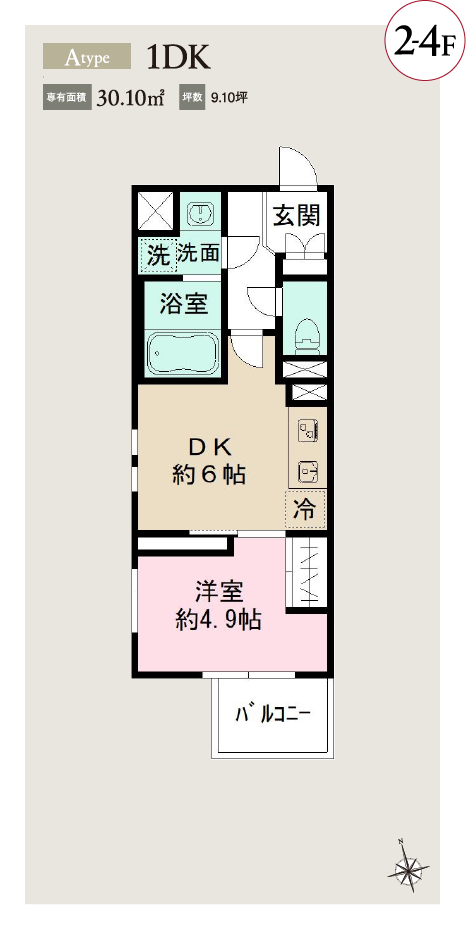 2-4F
Atype 1DK
専有面積 30.10㎡ 坪数 9.10坪
玄関
洗 洗面
浴室
DK
約6帖
冷
洋室
約4.9帖
バルコニー
N